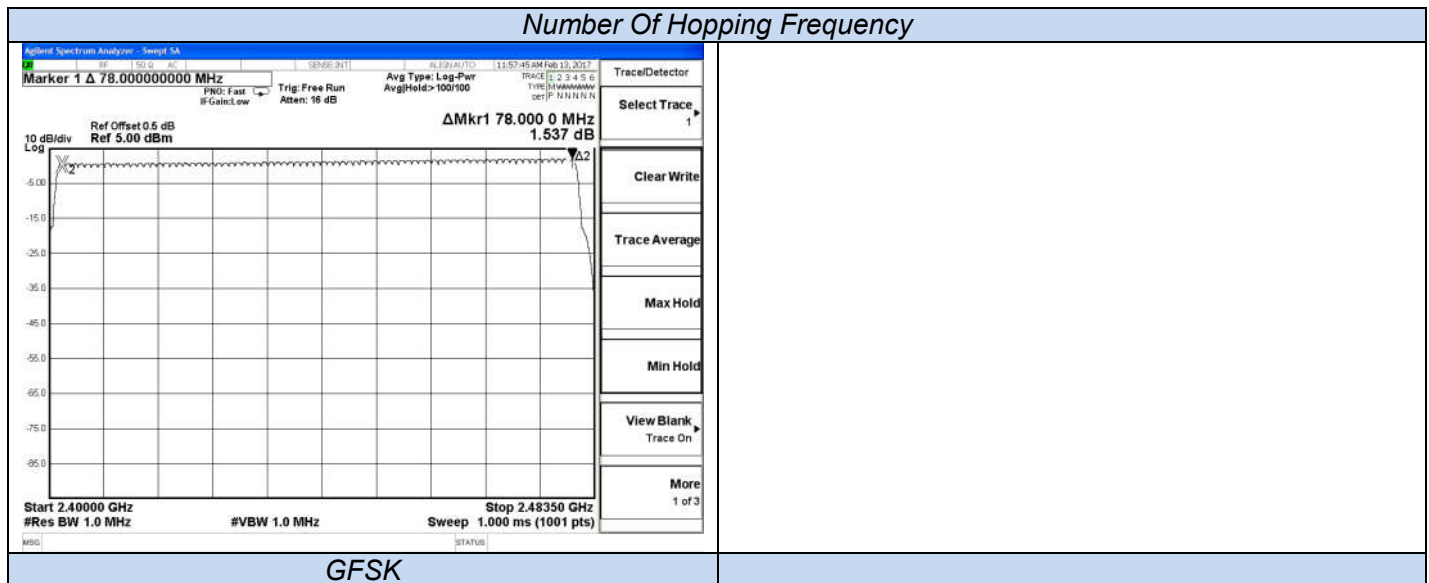 Number Of Hopping Frequency
Agilent Spectrum Analyzer - Swept SA
RF 50 Ω AC SENSE:INT ALIGNAUTO 11:57:45 AM Feb 13, 2017
Marker 1 Δ 78.000000000 MHz
PNO: Fast
IFGain:Low
Trig: Free Run
Atten: 16 dB
Avg Type: Log-Pwr
Avg|Hold:> 100/100
TRACE 1 2 3 4 5 6
TYPE
DET P N N N N N
Trace/Detector
Select Trace
1
ΔMkr1 78.000 0 MHz
1.537 dB
Ref Offset 0.5 dB
10 dB/div Ref 5.00 dBm
Log
2
Δ2
-5.00
-15.0
-25.0
-35.0
-45.0
-55.0
-65.0
-75.0
-85.0
Clear Write
Trace Average
Max Hold
Min Hold
View Blank
Trace On
More
1 of 3
Start 2.40000 GHz Stop 2.48350 GHz
#Res BW 1.0 MHz #VBW 1.0 MHz Sweep 1.000 ms (1001 pts)
MSG STATUS
GFSK